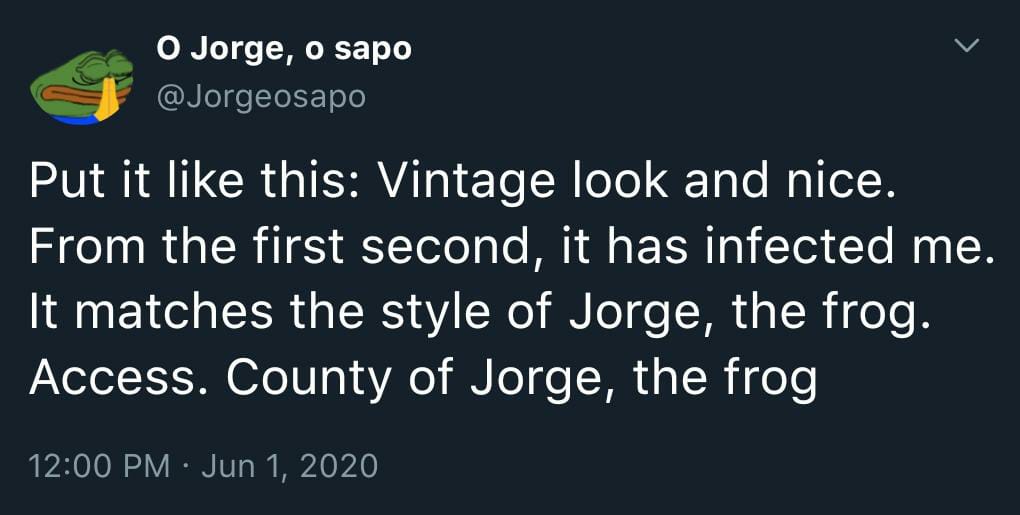 O Jorge, o sapo
@Jorgeosapo
Put it like this: Vintage look and nice.
From the first second, it has infected me.
It matches the style of Jorge, the frog.
Access. County of Jorge, the frog
12:00 PM · Jun 1, 2020